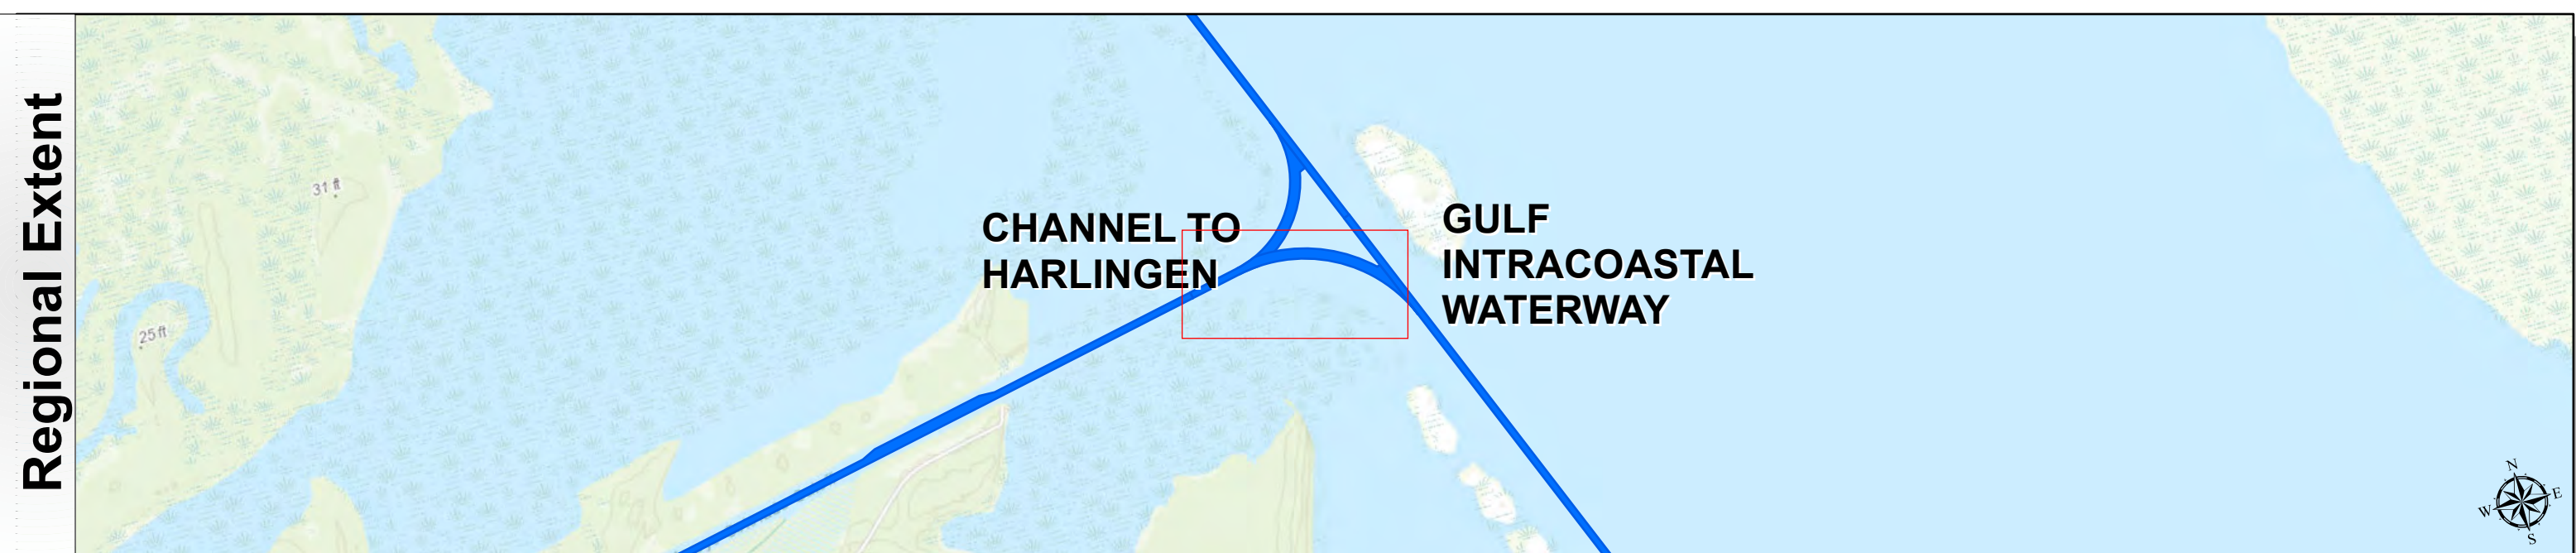 Regional Extent
31 ft
25 ft
CHANNEL TO
HARLINGEN
GULF
INTRACOASTAL
WATERWAY
N
W
E
S